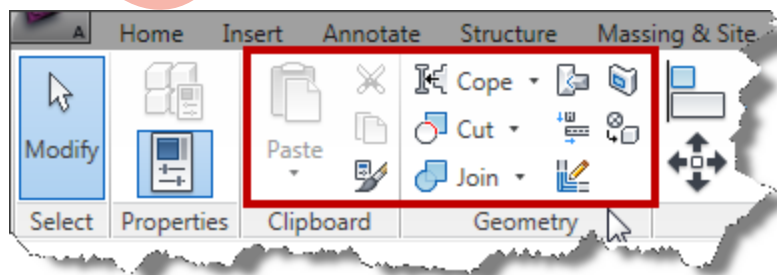 A
Home Insert Annotate Structure Massing & Site
Cope
Modify
Paste
Cut
Join
Select Properties Clipboard Geometry